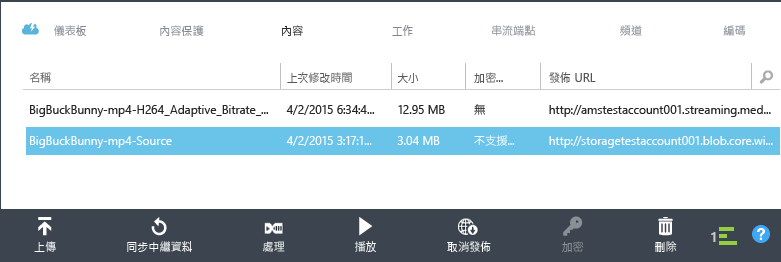 儀表板 內容保護 內容 工作 串流端點 頻道 編碼
名稱 上次修改時間 大小 加密... 發佈 URL
BigBuckBunny-mp4-H264_Adaptive_Bitrate_... 4/2/2015 6:34:4... 12.95 MB 無 http://amstestaccount001.streaming.med...
BigBuckBunny-mp4-Source 4/2/2015 3:17:1... 3.04 MB 不支援... http://storagetestaccount001.blob.core.wi...
上傳 同步中繼資料 處理 播放 取消發佈 加密 刪除 1 ?